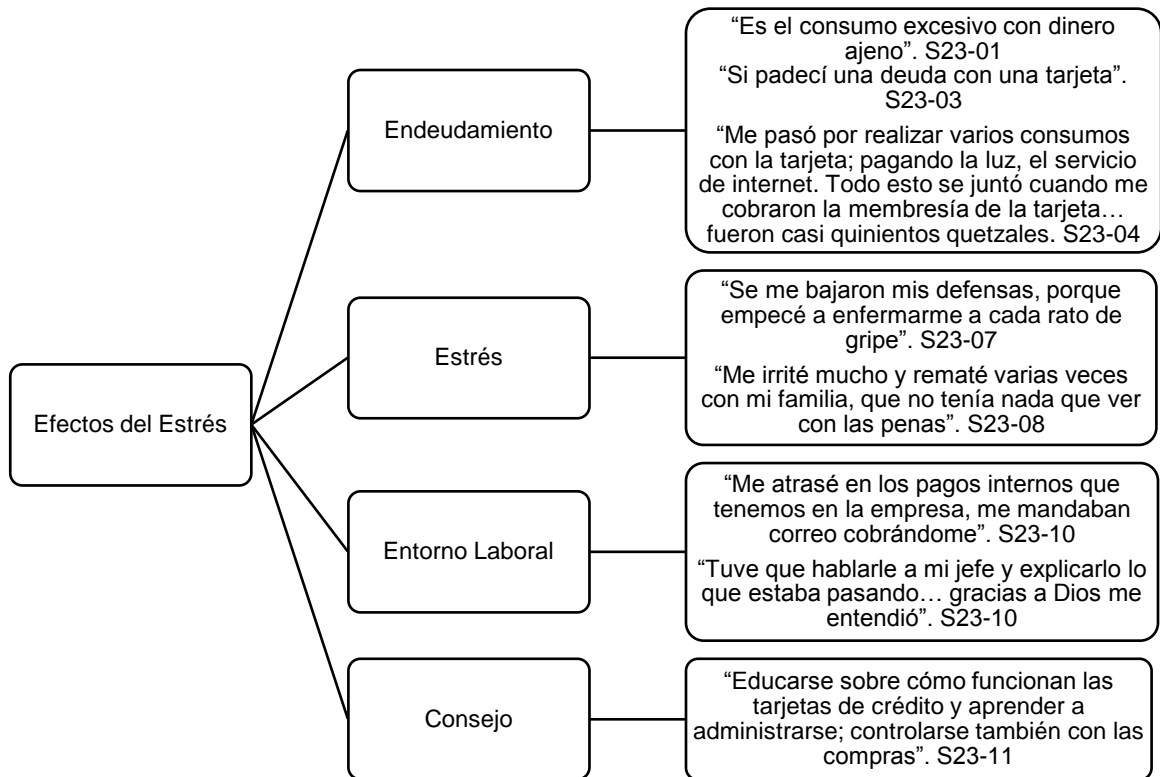 “Es el consumo excesivo con dinero
ajeno”. S23-01
“Si padecí una deuda con una tarjeta”.
S23-03
Endeudamiento
“Me pasó por realizar varios consumos
con la tarjeta; pagando la luz, el servicio
de internet. Todo esto se juntó cuando me
cobraron la membresía de la tarjeta…
fueron casi quinientos quetzales. S23-04
“Se me bajaron mis defensas, porque
empecé a enfermarme a cada rato de
gripe”. S23-07
Estrés
“Me irrité mucho y rematé varias veces
con mi familia, que no tenía nada que ver
con las penas”. S23-08
Efectos del Estrés
“Me atrasé en los pagos internos que
tenemos en la empresa, me mandaban
correo cobrándome”. S23-10
Entorno Laboral
“Tuve que hablarle a mi jefe y explicarlo lo
que estaba pasando… gracias a Dios me
entendió”. S23-10
Consejo
“Educarse sobre cómo funcionan las
tarjetas de crédito y aprender a
administrarse; controlarse también con las
compras”. S23-11